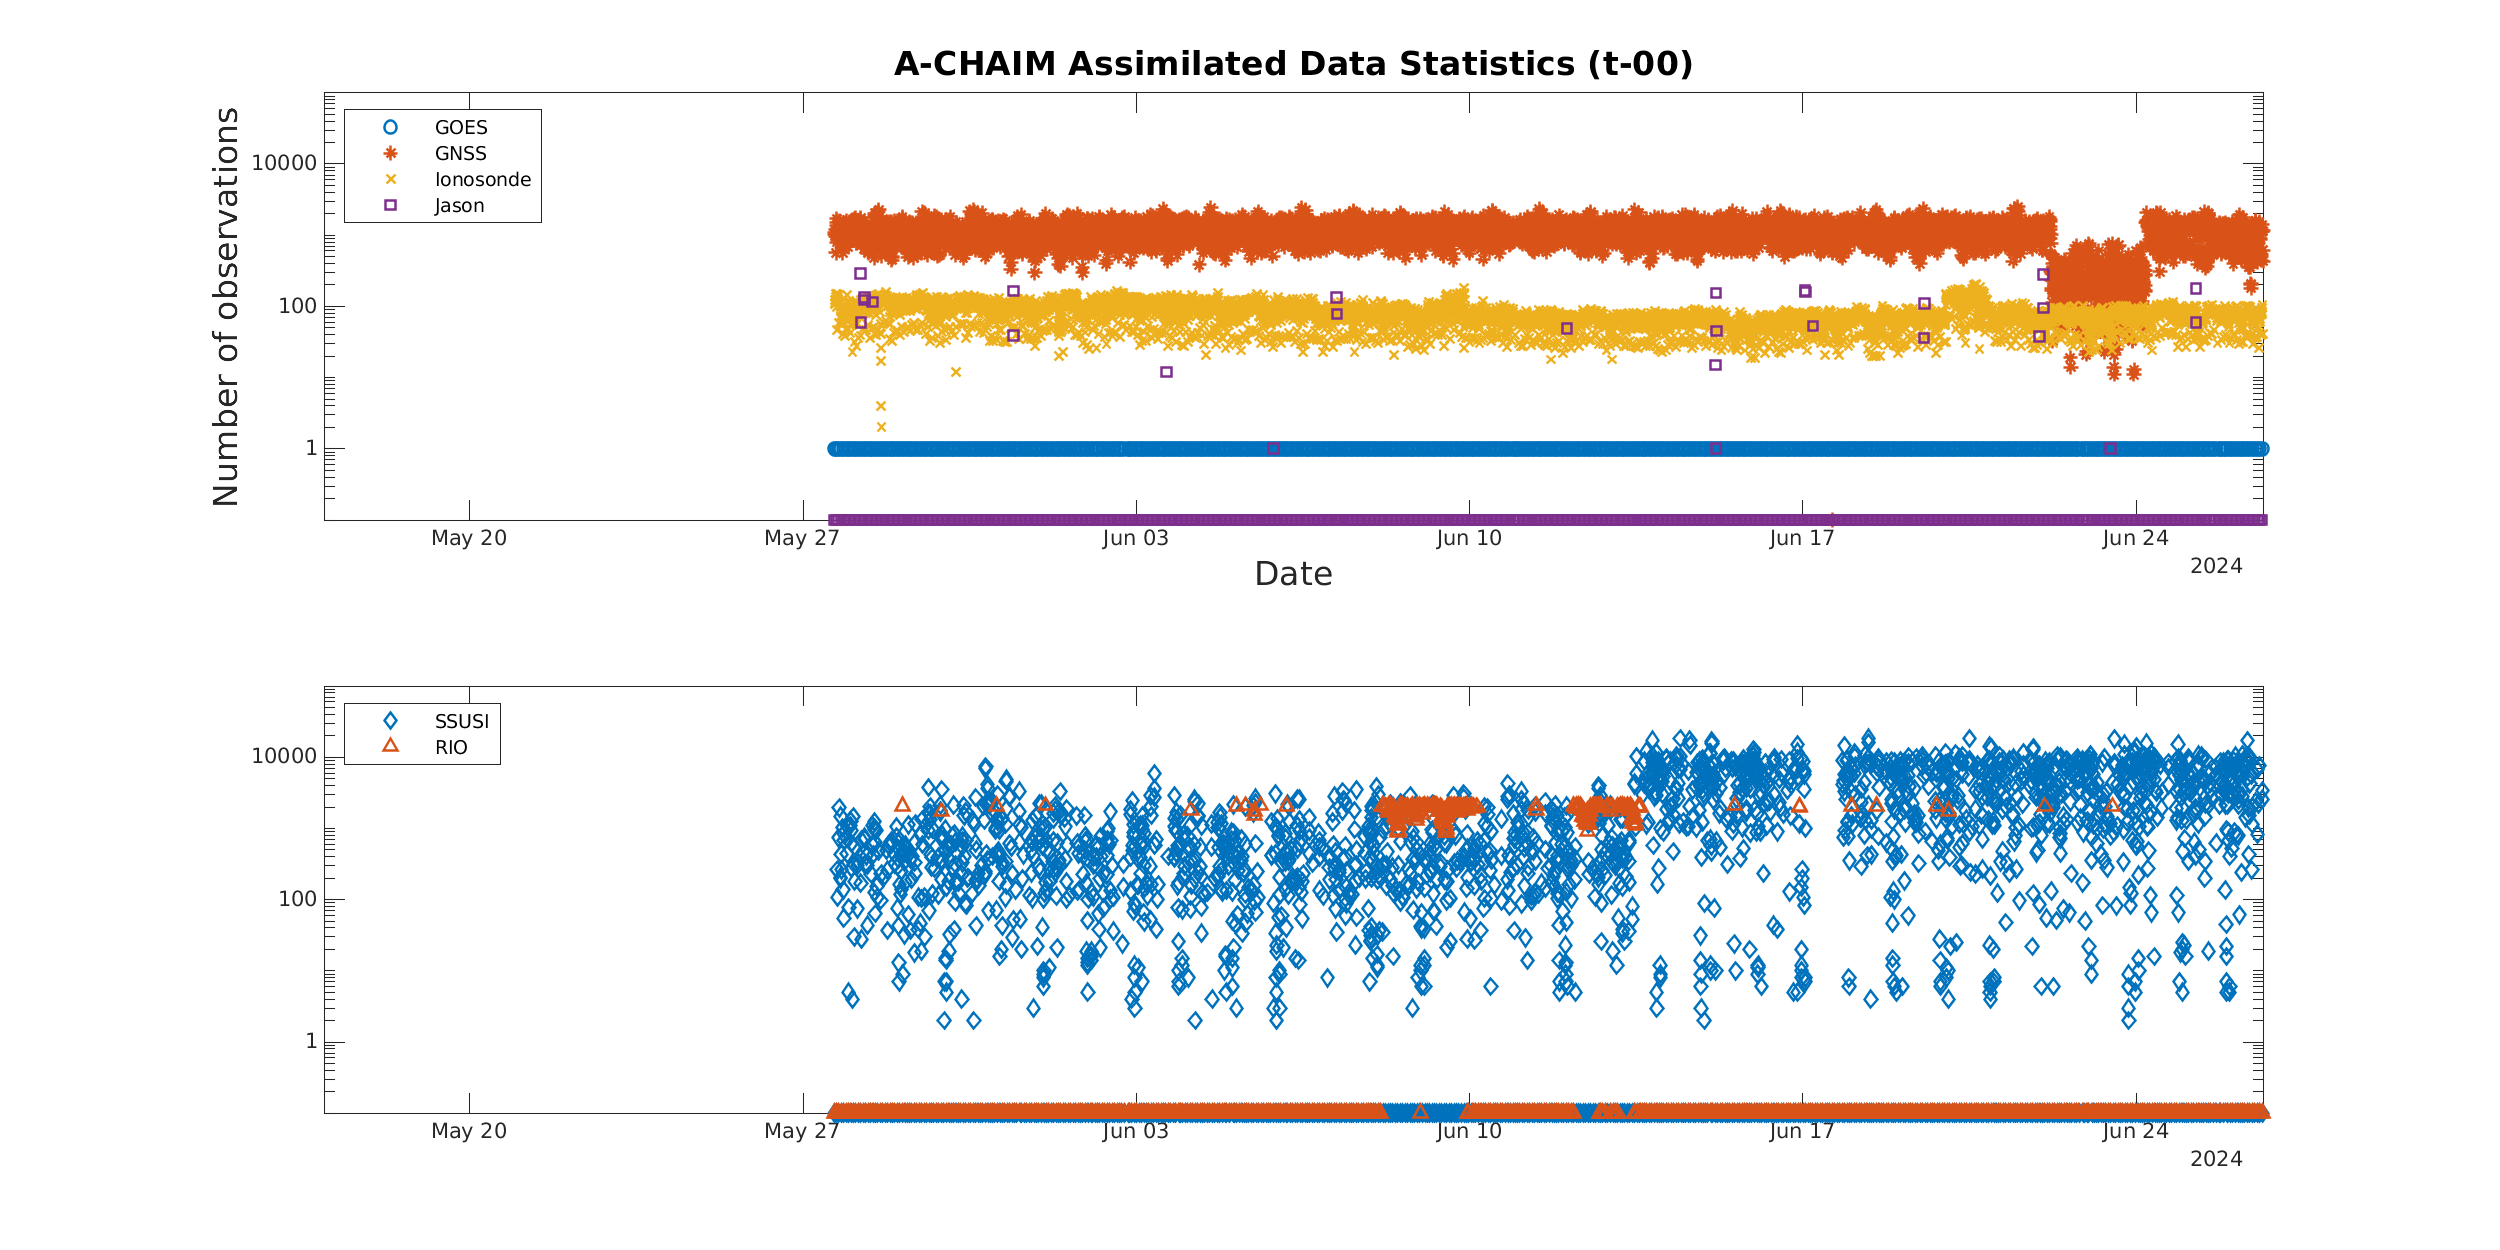 A-CHAIM Assimilated Data Statistics (t-00)
Number of observations
10000
100
1
GOES
GNSS
Ionosonde
Jason
May 20
May 27
Jun 03
Jun 10
Jun 17
Jun 24
Date
2024
10000
100
1
SSUSI
RIO
May 20
May 27
Jun 03
Jun 10
Jun 17
Jun 24
2024